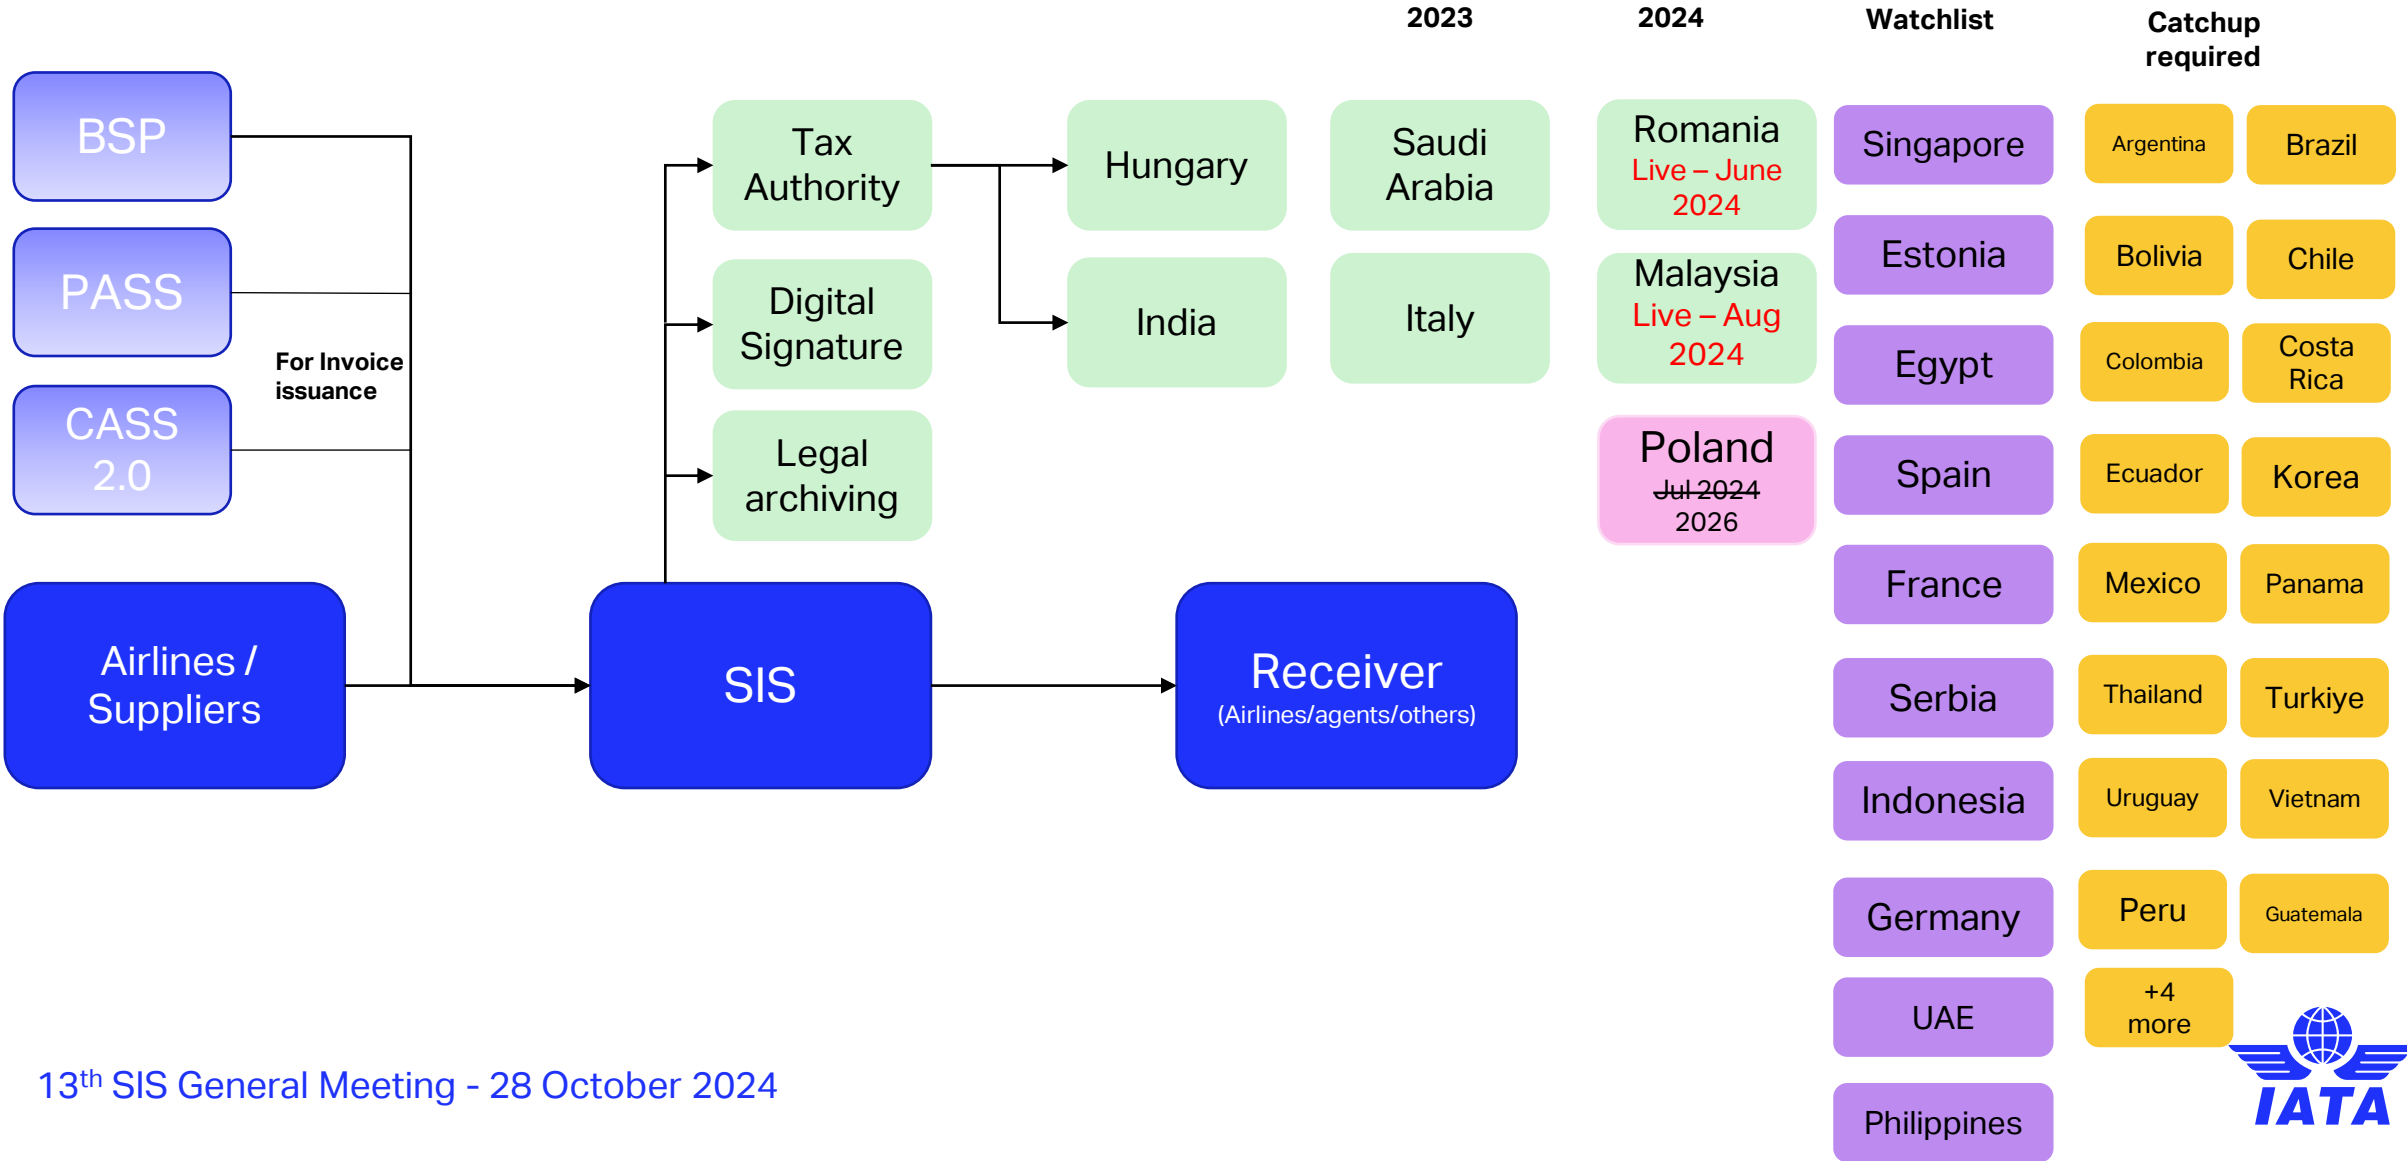 2023
2024
Watchlist
Catchup
required
BSP
PASS
CASS
2.0
For Invoice
issuance
Airlines /
Suppliers
SIS
Receiver
(Airlines/agents/others)
Tax
Authority
Digital
Signature
Legal
archiving
Hungary
India
Saudi
Arabia
Italy
Romania
Live – June
2024
Malaysia
Live – Aug
2024
Poland
Jul 2024
2026
Singapore
Estonia
Egypt
Spain
France
Serbia
Indonesia
Germany
UAE
Philippines
Argentina
Brazil
Bolivia
Chile
Colombia
Costa
Rica
Ecuador
Korea
Mexico
Panama
Thailand
Turkiye
Uruguay
Vietnam
Peru
Guatemala
+4
more
13th SIS General Meeting - 28 October 2024
IATA